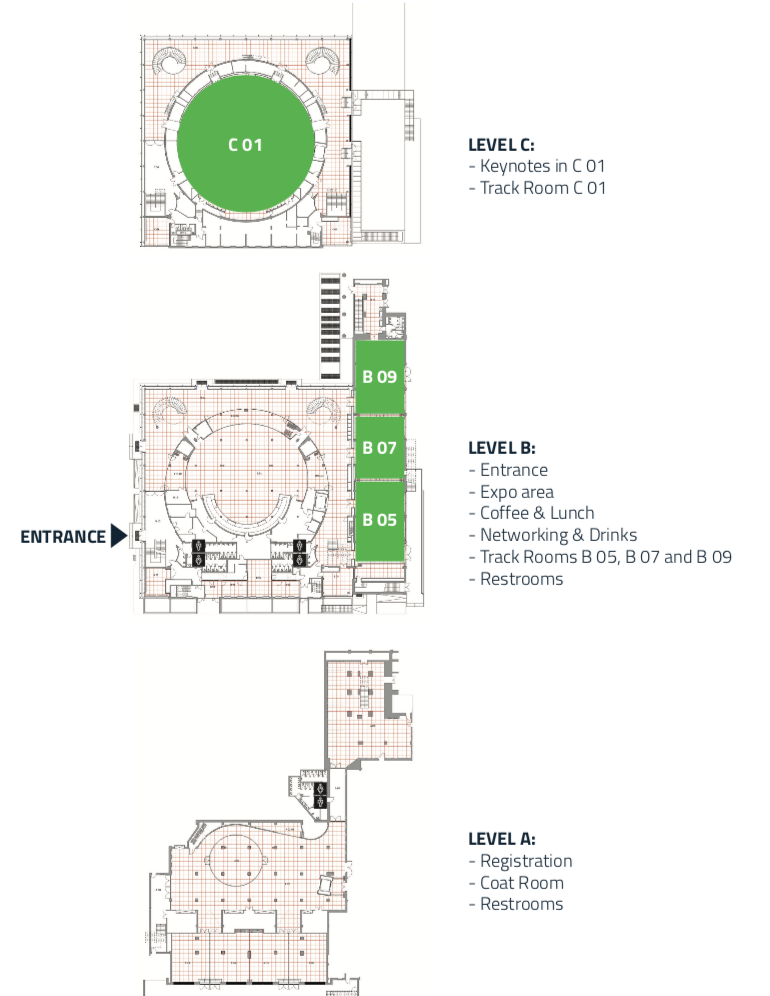 C 01
LEVEL C:
- Keynotes in C 01
- Track Room C 01
B 09
B 07
B 05
ENTRANCE
LEVEL B:
- Entrance
- Expo area
- Coffee & Lunch
- Networking & Drinks
- Track Rooms B 05, B 07 and B 09
- Restrooms
LEVEL A:
- Registration
- Coat Room
- Restrooms